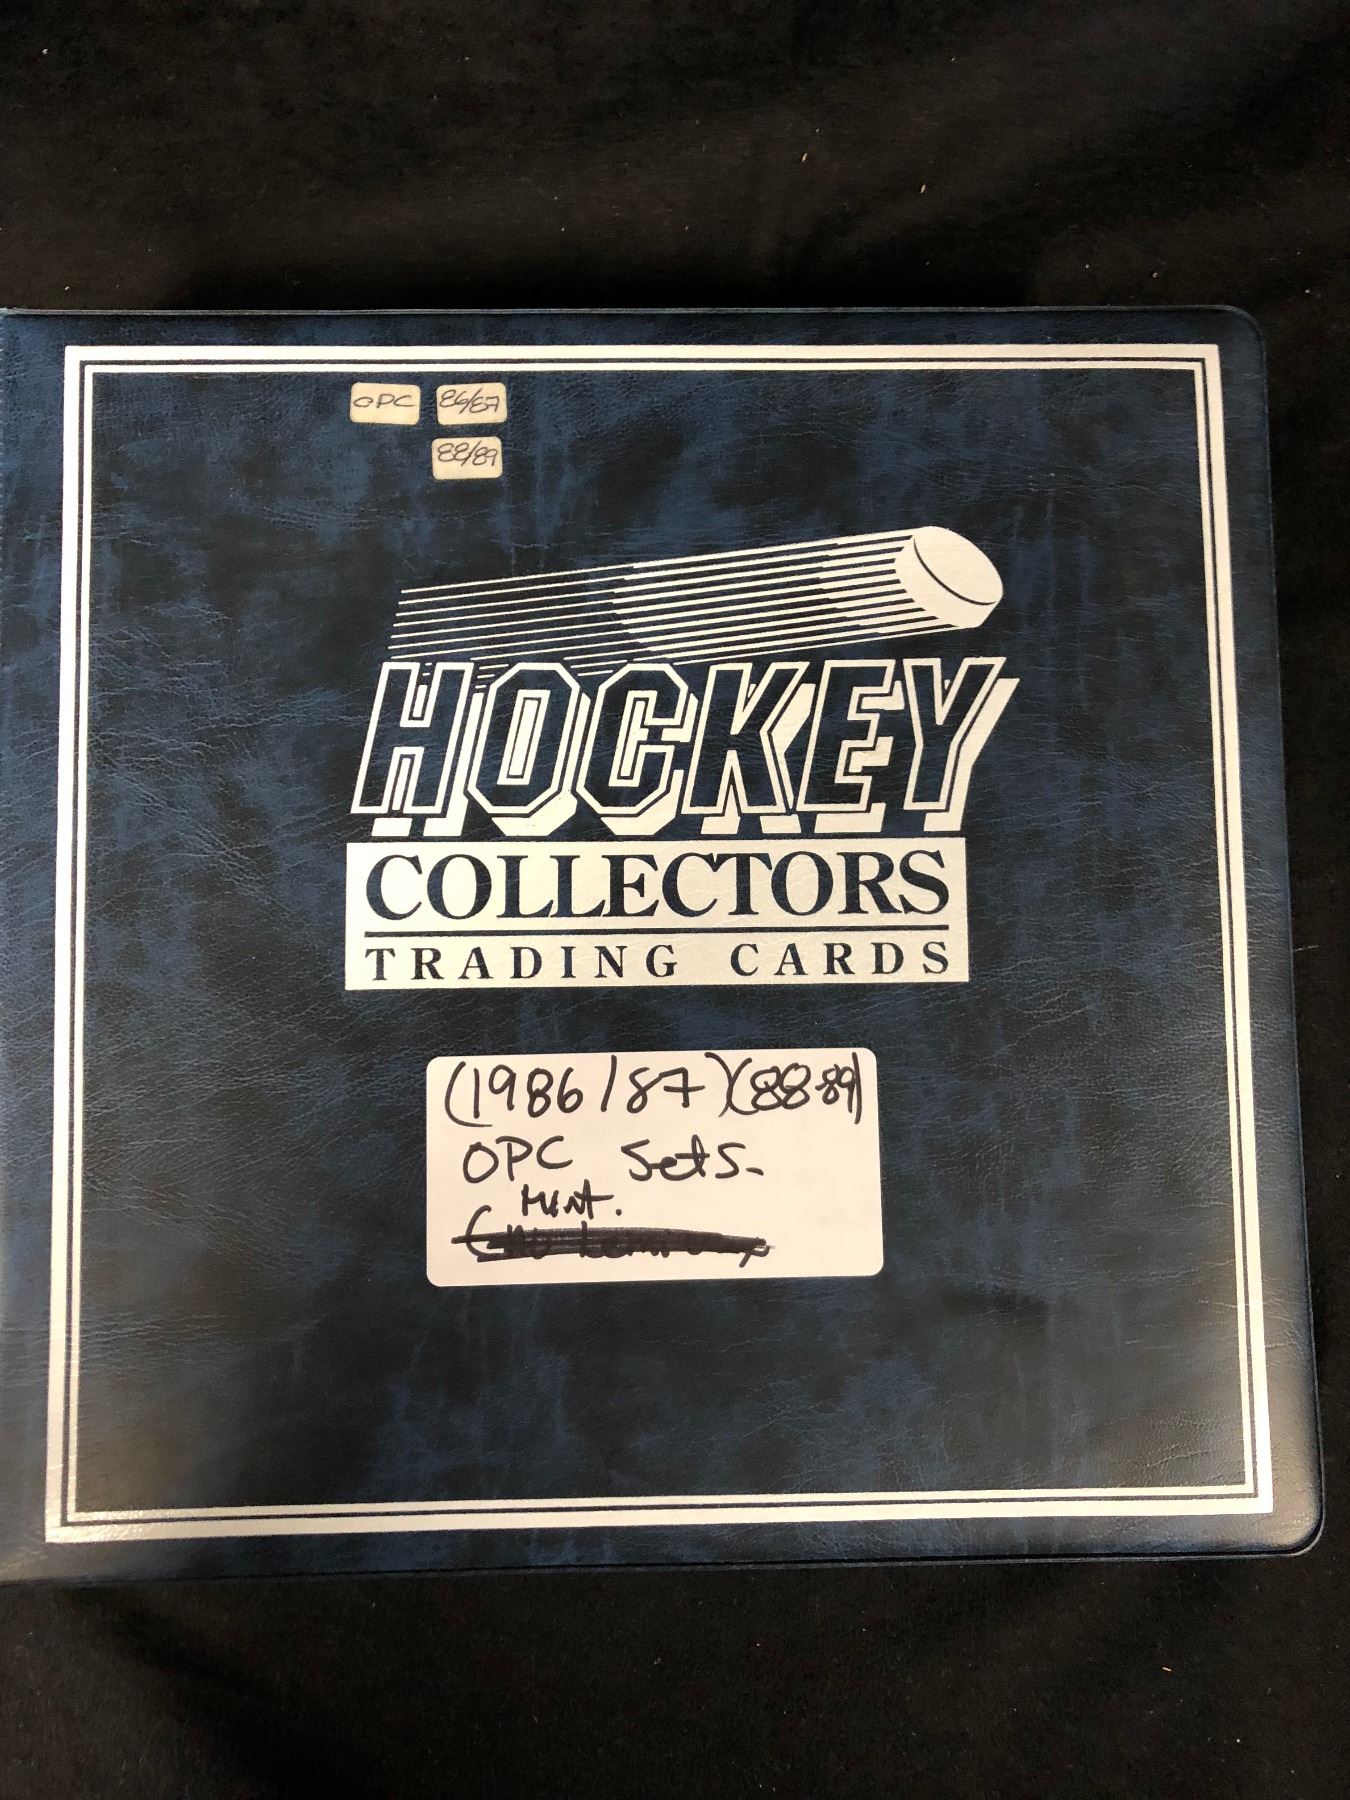 OPC 86/87
88/89
HOCKEY
COLLECTORS
TRADING CARDS
(1986/87)(88-89)
OPC Sets-
Mint.